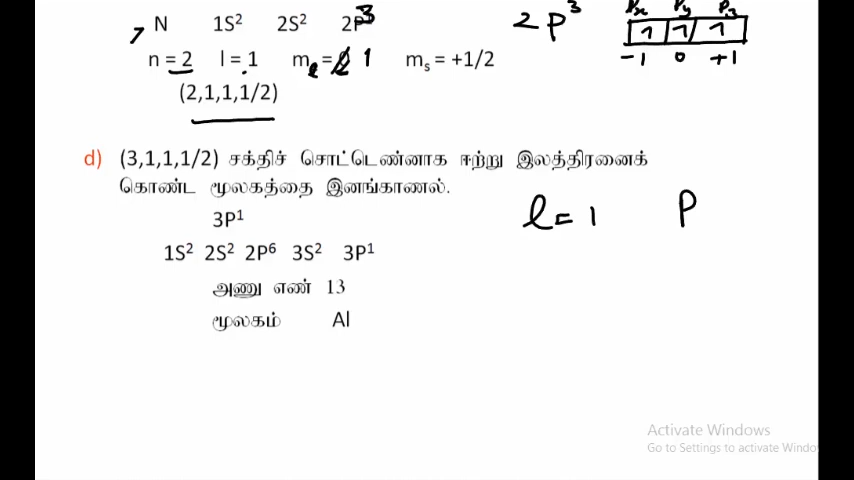 7 N 1S² 2S² 2P³ 2P³ Px Py Pz
1 1 1
n = 2 l = 1 mℓ = 1 ms = +1/2 -1 0 +1
(2,1,1,1/2)
d) (3,1,1,1/2) சக்திச் சொட்டெண்னாக ஈற்று இலத்திரனைக்
கொண்ட மூலகத்தை இனங்காணல்.
3P¹ l = 1 P
1S² 2S² 2P⁶ 3S² 3P¹
அணு எண் 13
மூலகம் Al
Activate Windows
Go to Settings to activate Windo